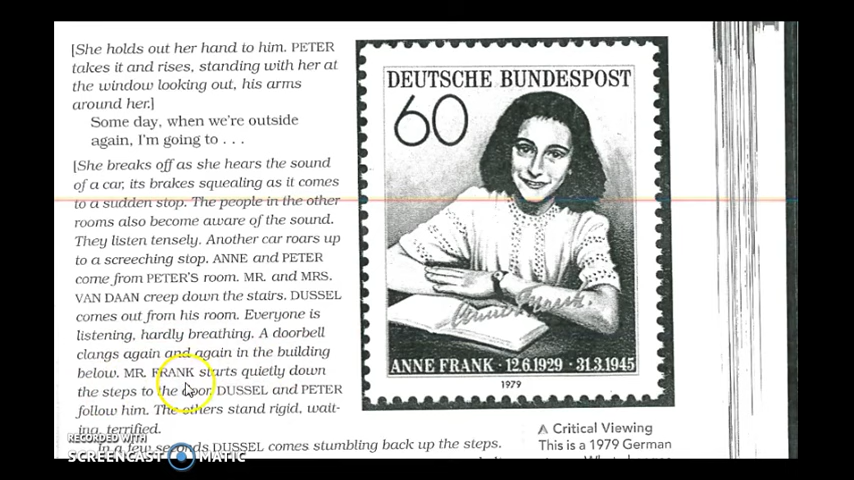 [She holds out her hand to him. PETER
takes it and rises, standing with her at
the window looking out, his arms
around her.]
Some day, when we're outside
again, I'm going to . . .
[She breaks off as she hears the sound
of a car, its brakes squealing as it comes
to a sudden stop. The people in the other
rooms also become aware of the sound.
They listen tensely. Another car roars up
to a screeching stop. ANNE and PETER
come from PETER'S room. MR. and MRS.
VAN DAAN creep down the stairs. DUSSEL
comes out from his room. Everyone is
listening, hardly breathing. A doorbell
clangs again and again in the building
below. MR. FRANK starts quietly down
the steps to the door. DUSSEL and PETER
follow him. The others stand rigid, wait-
ing, terrified.
In a few seconds DUSSEL comes stumbling back up the steps.
DEUTSCHE BUNDESPOST
60
Anne Frank.
ANNE FRANK · 12.6.1929 · 31.3.1945
1979
Critical Viewing
This is a 1979 German
RECORDED WITH
SCREENCAST MATIC